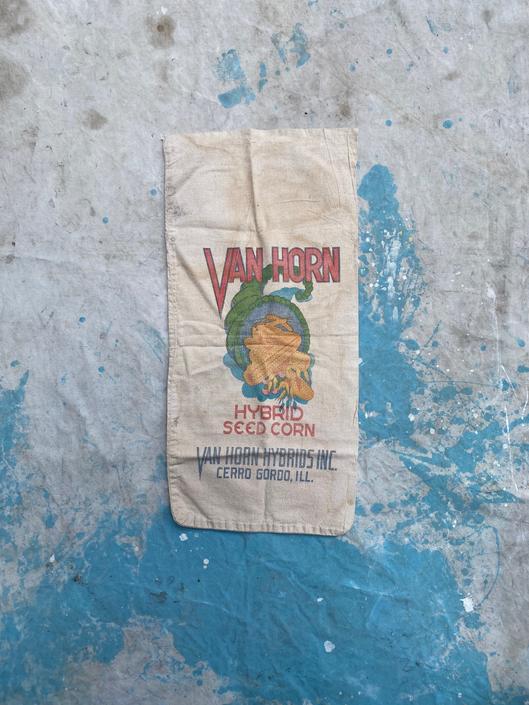 VAN HORN
HYBRID
SEED CORN
VAN HORN HYBRIDS INC.
CERRO GORDO, ILL.